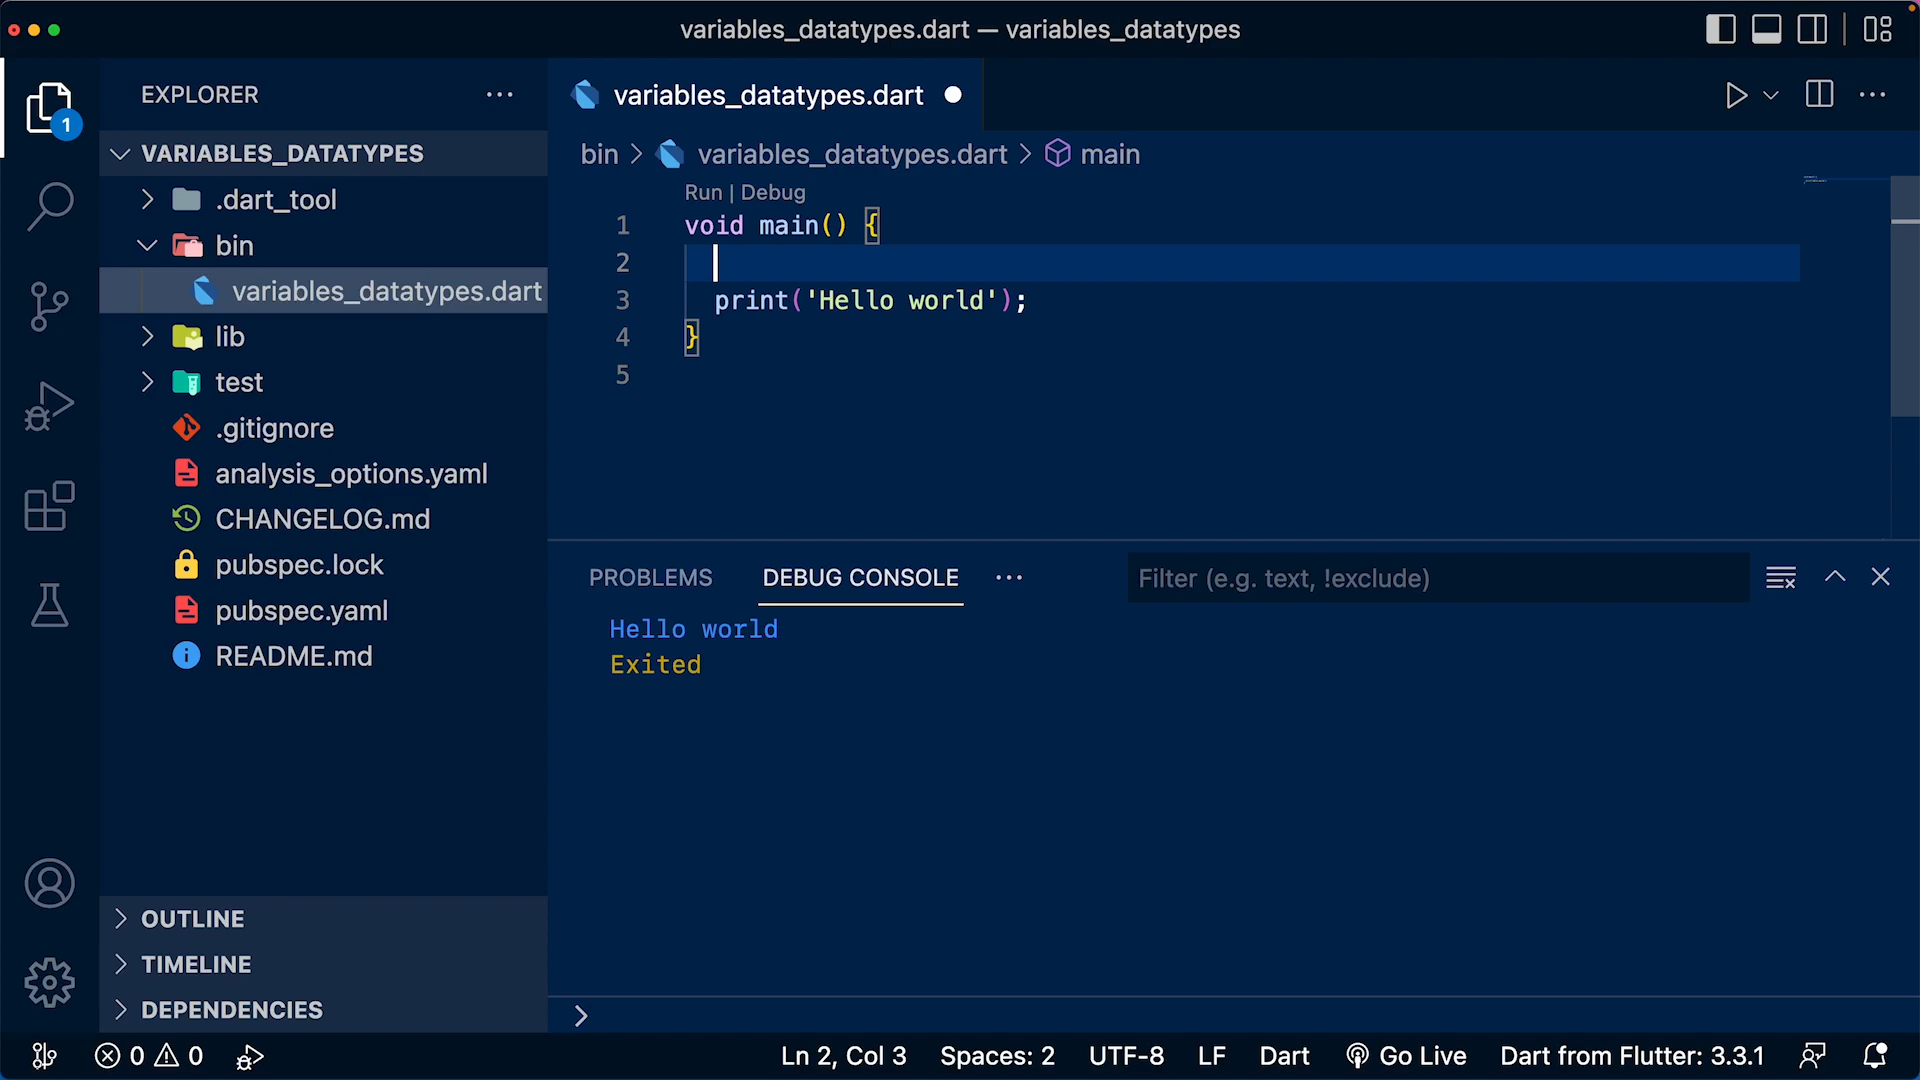 variables_datatypes.dart — variables_datatypes
EXPLORER
1
VARIABLES_DATATYPES
.dart_tool
bin
variables_datatypes.dart
lib
test
.gitignore
analysis_options.yaml
CHANGELOG.md
pubspec.lock
pubspec.yaml
README.md
OUTLINE
TIMELINE
DEPENDENCIES
variables_datatypes.dart
bin > variables_datatypes.dart > main
Run | Debug
1 void main() {
2
3 print('Hello world');
4 }
5
PROBLEMS DEBUG CONSOLE Filter (e.g. text, !exclude)
Hello world
Exited
0 0 Ln 2, Col 3 Spaces: 2 UTF-8 LF Dart Go Live Dart from Flutter: 3.3.1